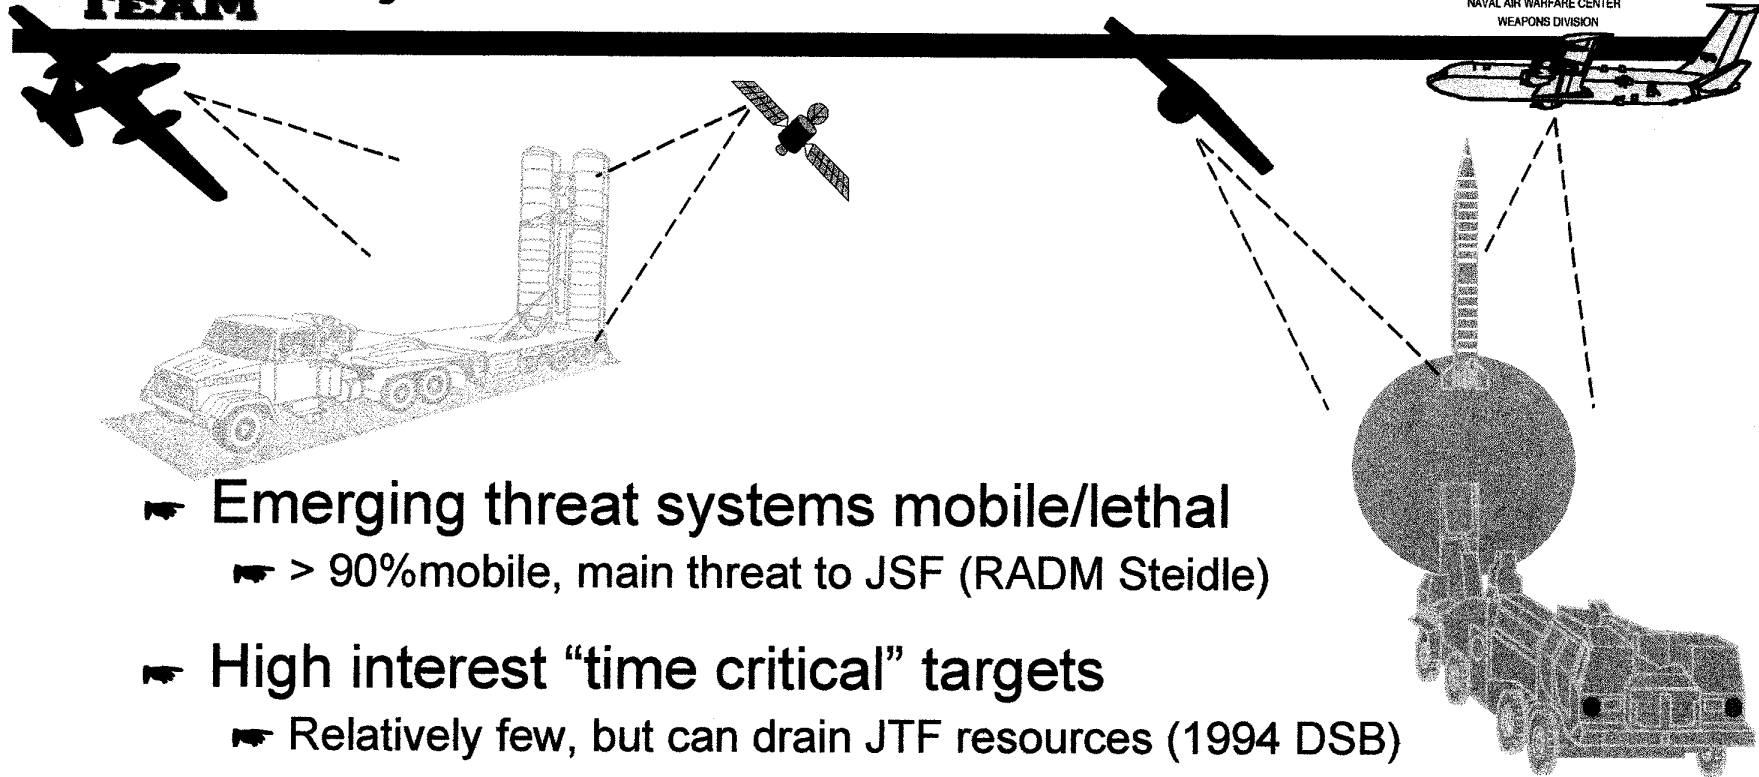 TEAM
NAVAL AIR WARFARE CENTER
WEAPONS DIVISION
Emerging threat systems mobile/lethal
> 90%mobile, main threat to JSF (RADM Steidle)
High interest “time critical” targets
Relatively few, but can drain JTF resources (1994 DSB)